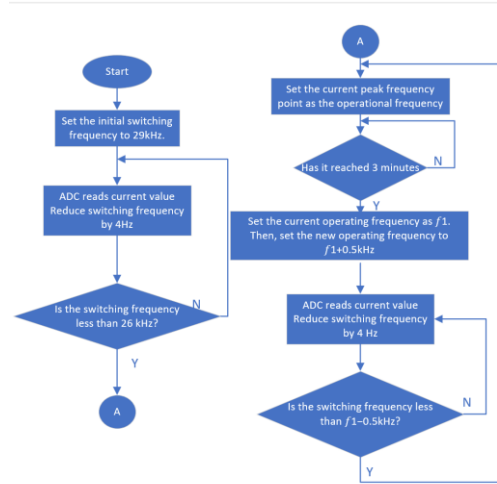 Start
Set the initial switching
frequency to 29kHz.
ADC reads current value
Reduce switching frequency
by 4Hz
Is the switching frequency
less than 26 kHz?
N
Y
A
A
Set the current peak frequency
point as the operational frequency
Has it reached 3 minutes
N
Y
Set the current operating frequency as f1.
Then, set the new operating frequency to
f1+0.5kHz
ADC reads current value
Reduce switching frequency
by 4 Hz
Is the switching frequency less
than f1−0.5kHz?
N
Y